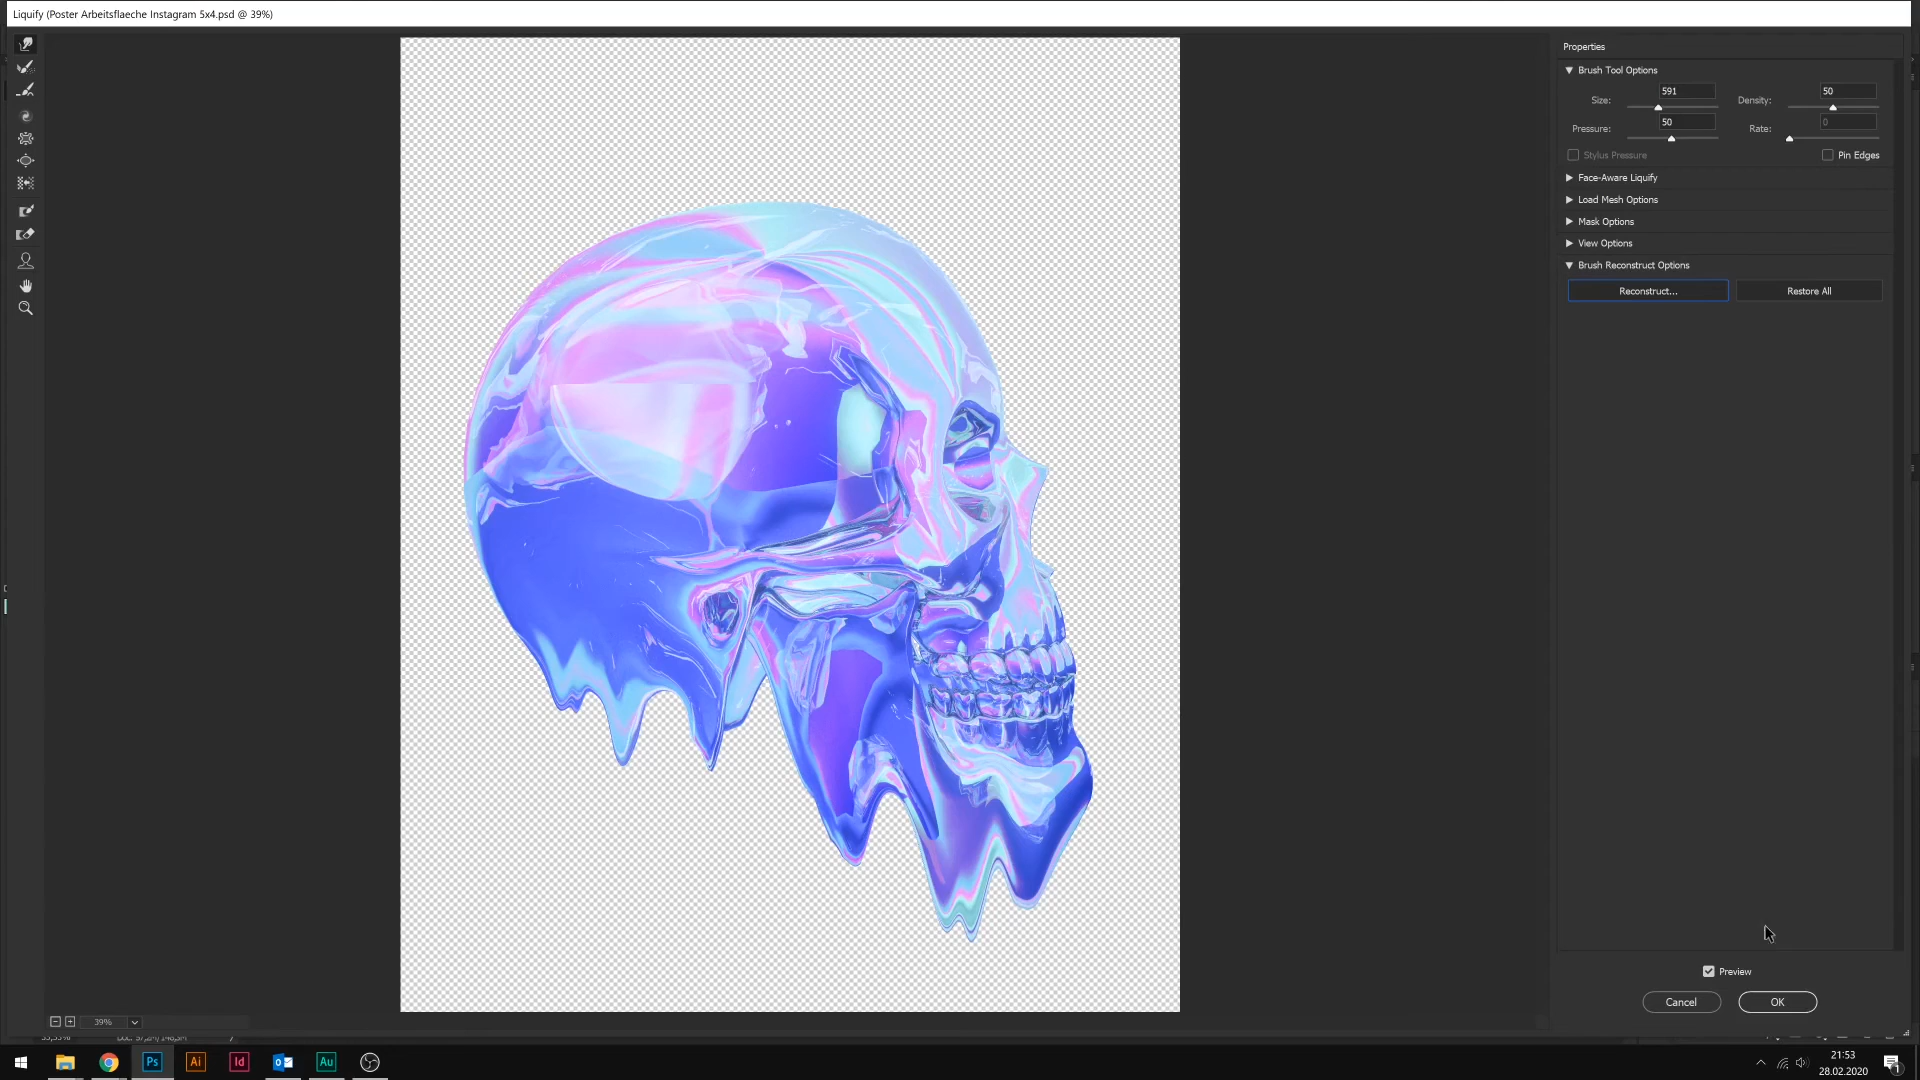 Liquify (Poster Arbeitsflaeche Instagram 5x4.psd @ 39%)
Properties
Brush Tool Options
Size: 591 Density: 50
Pressure: 50 Rate: 0
Stylus Pressure Pin Edges
Face-Aware Liquify
Load Mesh Options
Mask Options
View Options
Brush Reconstruct Options
Reconstruct... Restore All
Preview
Cancel OK
39%
Ps Ai Id Au
21:53
28.02.2020
1